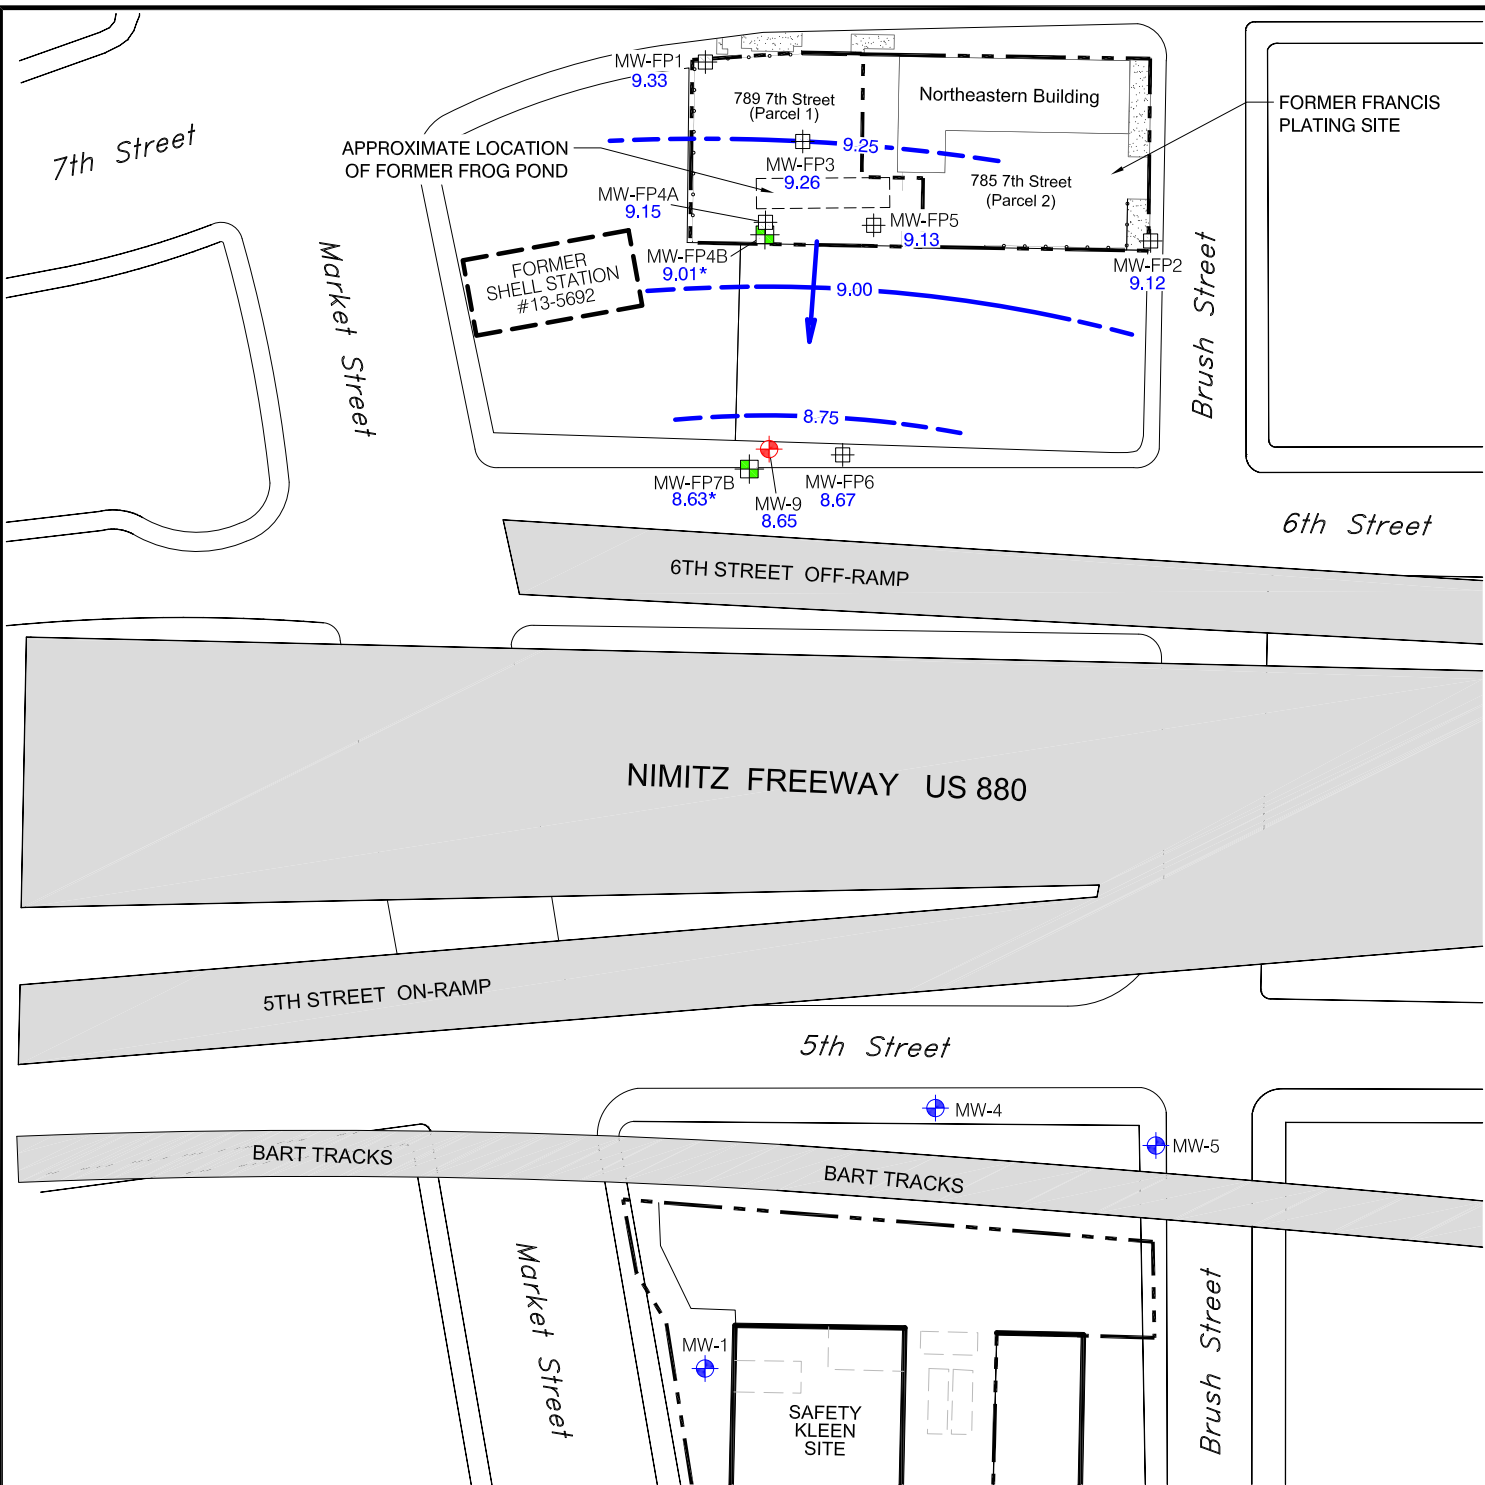 MW-FP1
9.33
789 7th Street
(Parcel 1)
Northeastern Building
FORMER FRANCIS
PLATING SITE
7th Street
APPROXIMATE LOCATION
OF FORMER FROG POND
9.25
MW-FP3
9.26
785 7th Street
(Parcel 2)
MW-FP4A
9.15
MW-FP5
9.13
MW-FP4B
9.01*
MW-FP2
9.12
FORMER
SHELL STATION
#13-5692
Market Street
Brush Street
9.00
8.75
MW-FP7B
8.63*
MW-9
8.65
MW-FP6
8.67
6th Street
6TH STREET OFF-RAMP
NIMITZ FREEWAY US 880
5TH STREET ON-RAMP
5th Street
MW-4
MW-5
BART TRACKS
BART TRACKS
Market Street
Brush Street
MW-1
SAFETY
KLEEN
SITE